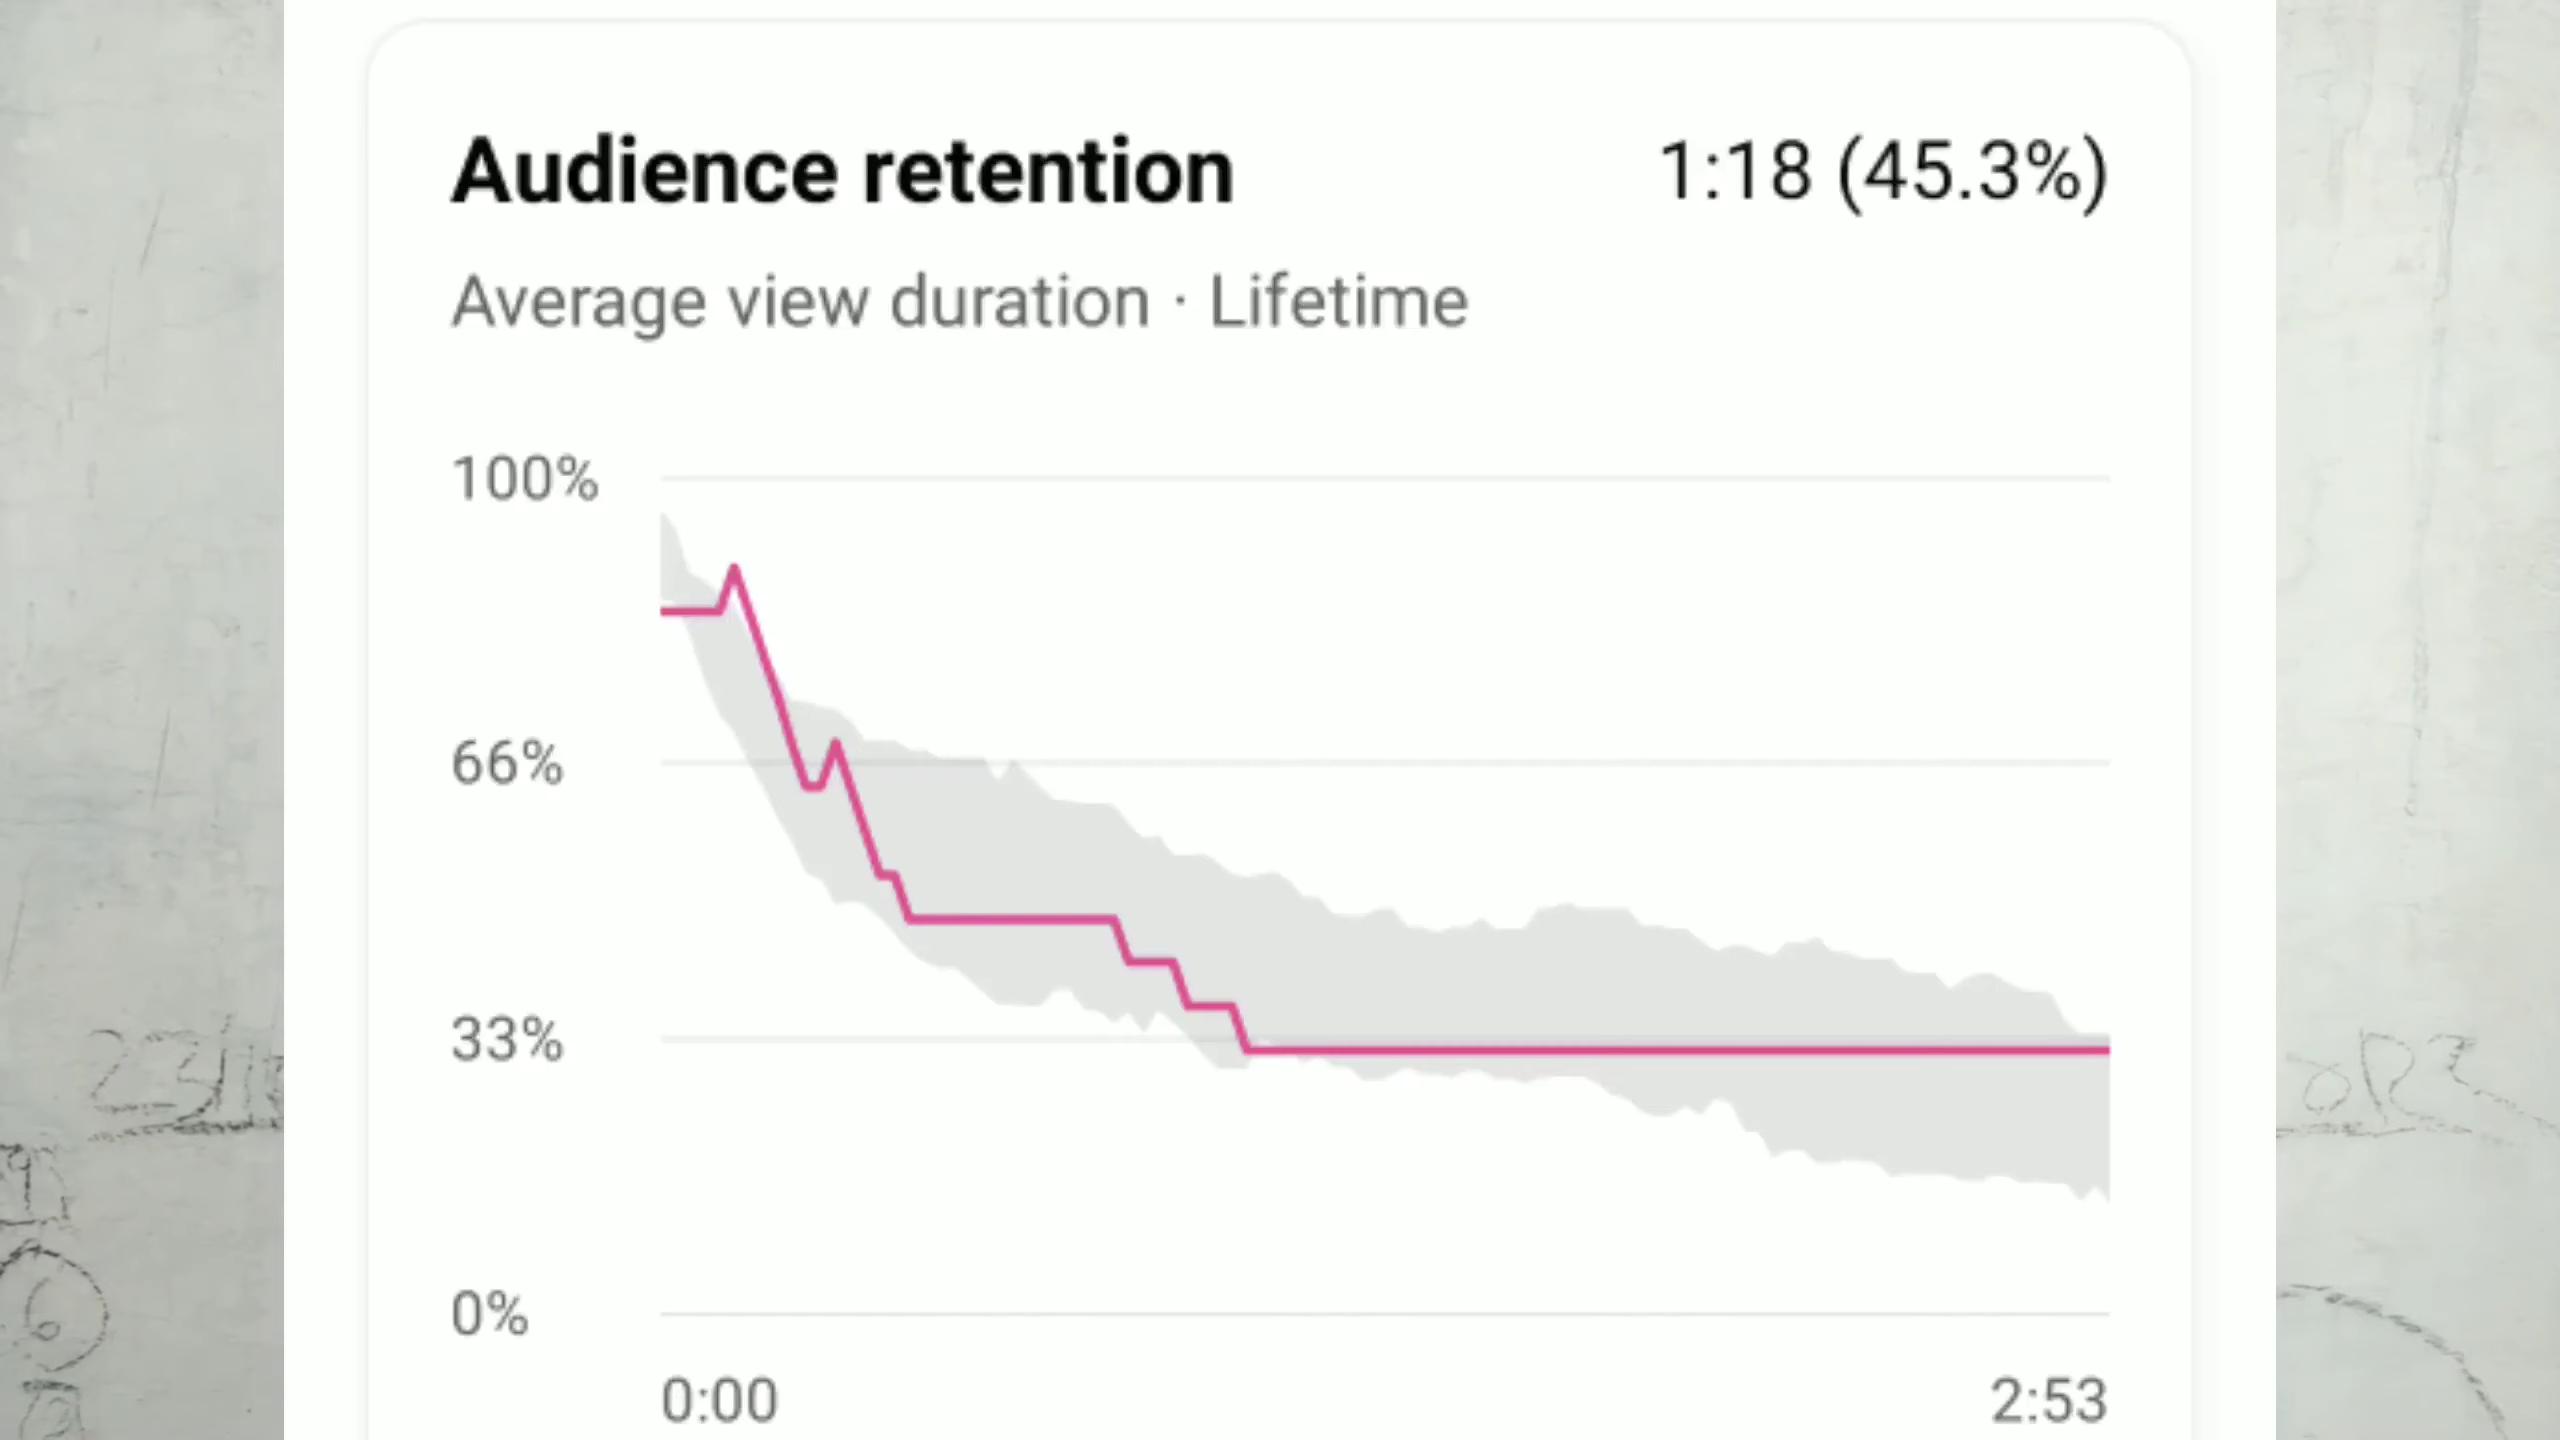 Audience retention 1:18 (45.3%)
Average view duration · Lifetime
100%
66%
33%
0%
0:00 2:53